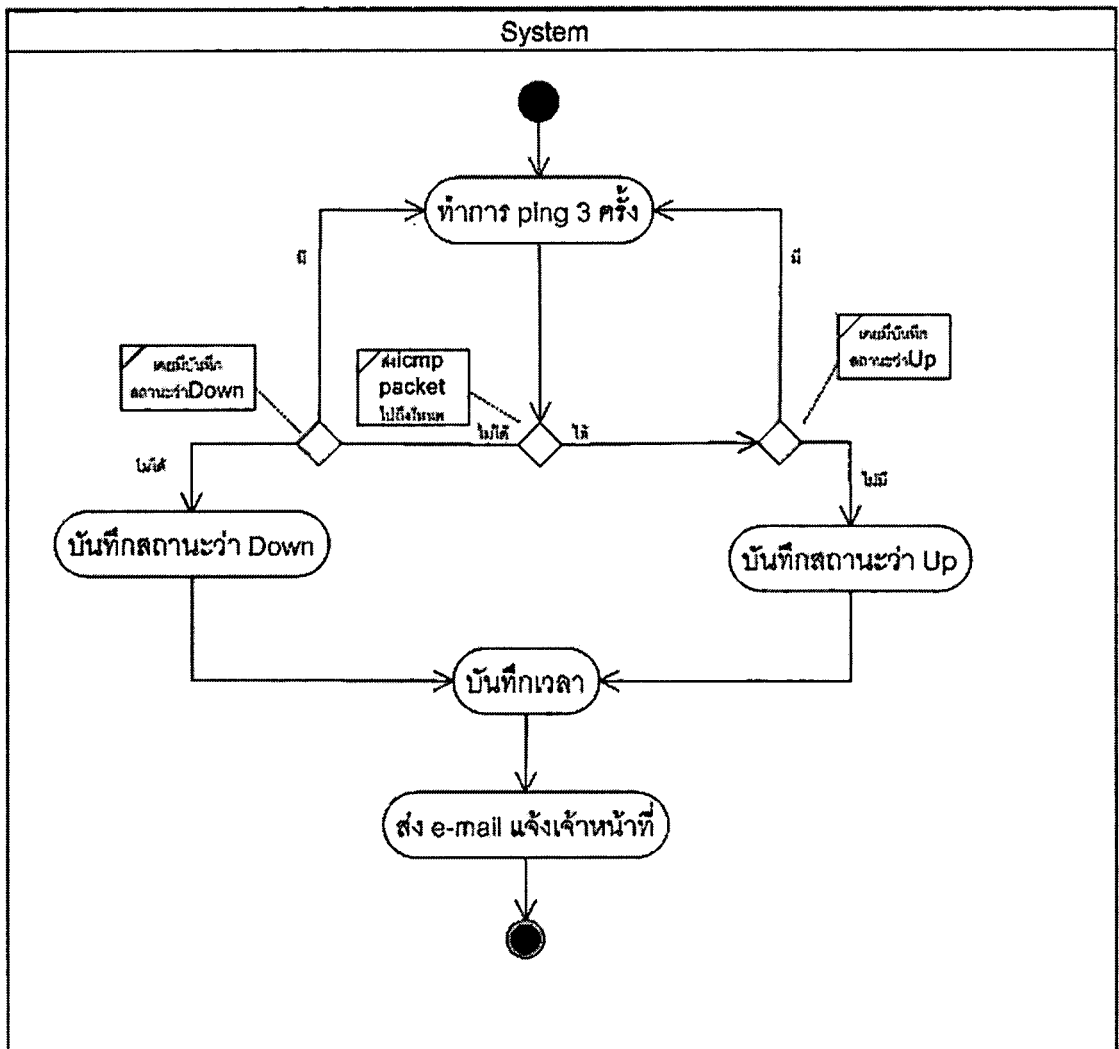 System
ทำการ ping 3 ครั้ง
มี
มี
เคยมีบันทึก
สถานะว่าUp
เคยมีบันทึก
สถานะว่าDown
ส่งicmp
packet
ไปถึงโหนด
ไม่ได้
ได้
ไม่ได้
ไม่มี
บันทึกสถานะว่า Down
บันทึกสถานะว่า Up
บันทึกเวลา
ส่ง e-mail แจ้งเจ้าหน้าที่